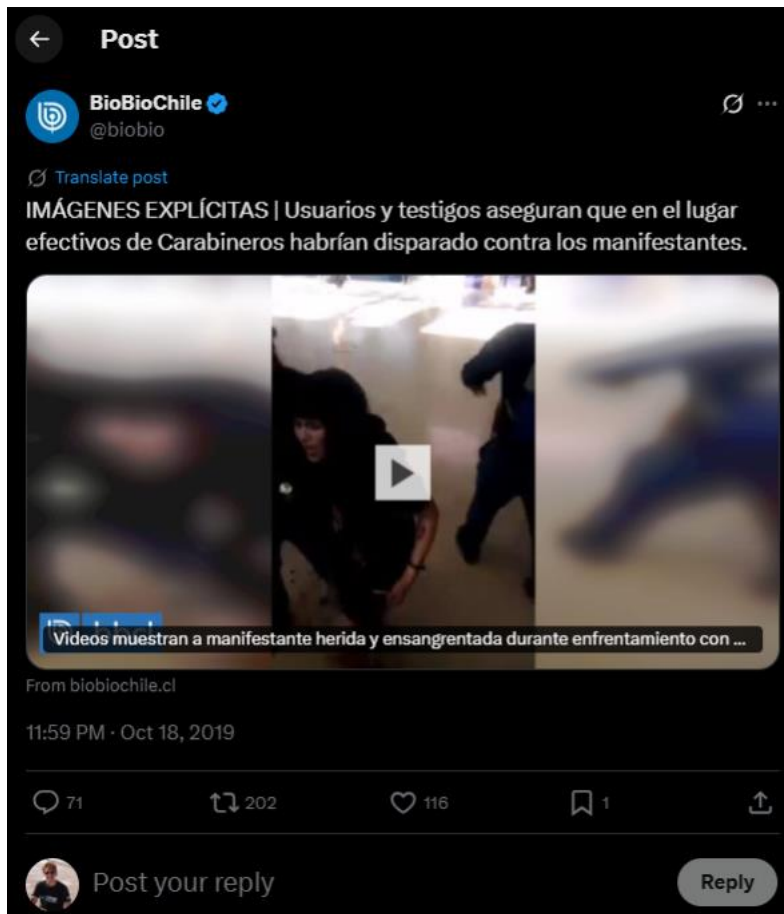 Post
BioBioChile
@biobio
Translate post
IMÁGENES EXPLÍCITAS | Usuarios y testigos aseguran que en el lugar
efectivos de Carabineros habrían disparado contra los manifestantes.
Videos muestran a manifestante herida y ensangrentada durante enfrentamiento con ...
From biobiochile.cl
11:59 PM · Oct 18, 2019
71
202
116
1
Post your reply
Reply